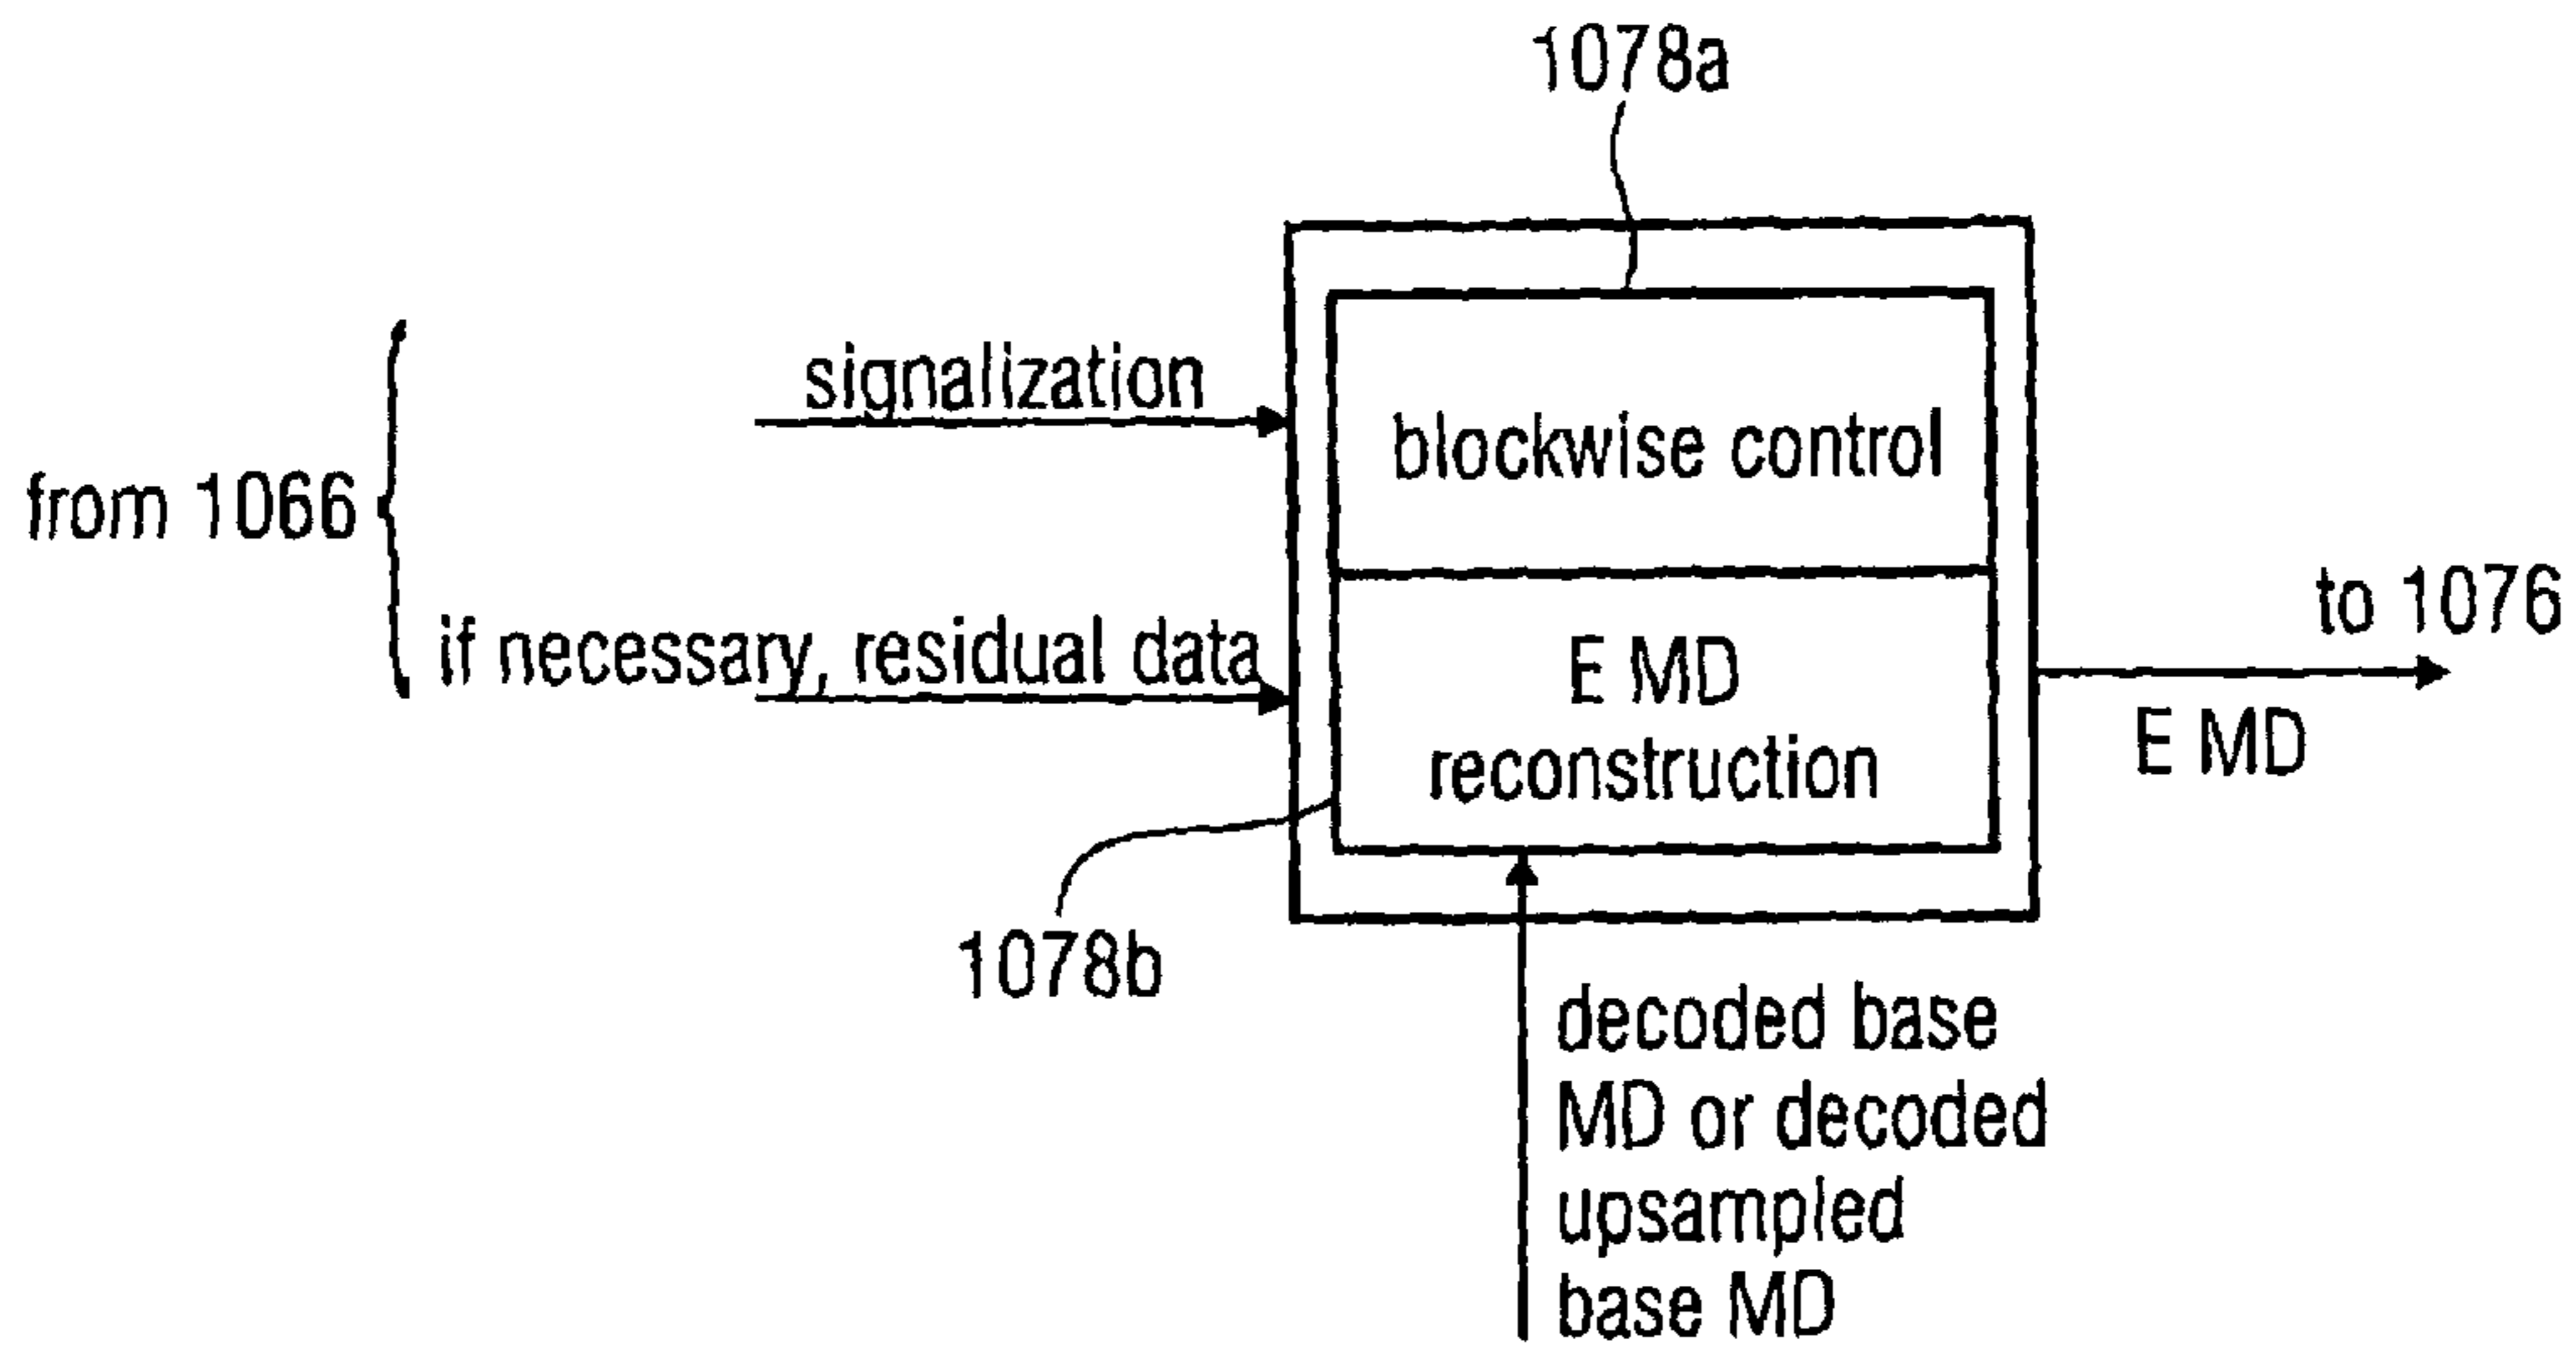 1078a
signalization
blockwise control
from 1066
if necessary, residual data
E MD
reconstruction
to 1076
E MD
1078b
decoded base
MD or decoded
upsampled
base MD